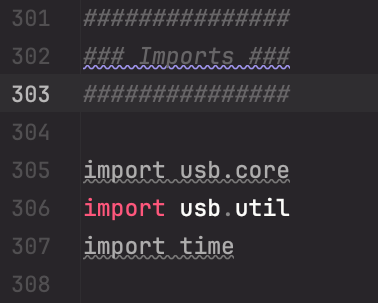 301 ###############
302 ### Imports ###
303 ###############
304
305 import usb.core
306 import usb.util
307 import time
308